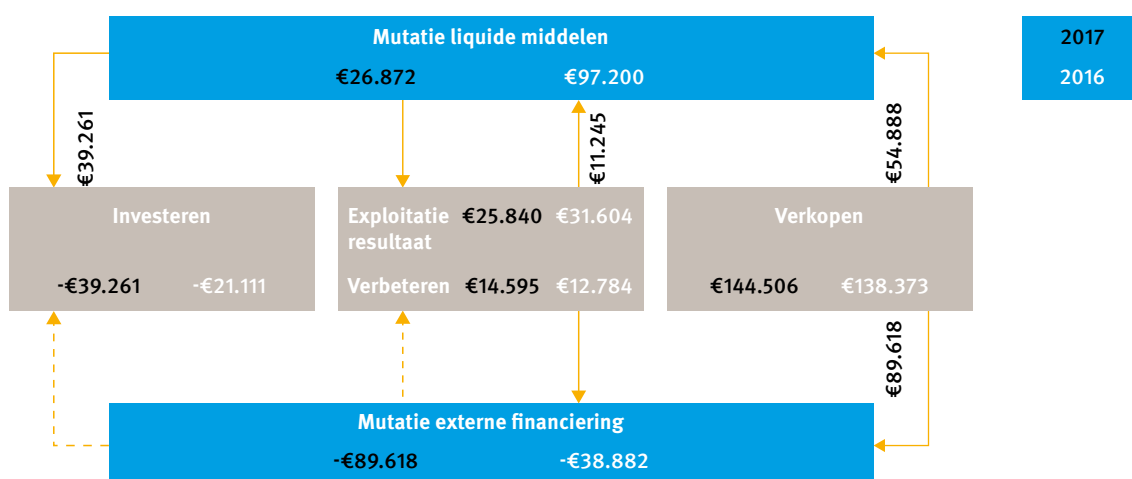 Mutatie liquide middelen
€26.872 €97.200
2017
2016
€39.261
€11.245
€54.888
Investeren
-€39.261 -€21.111
Exploitatie €25.840 €31.604
resultaat
Verbeteren €14.595 €12.784
Verkopen
€144.506 €138.373
€89.618
Mutatie externe financiering
-€89.618 -€38.882